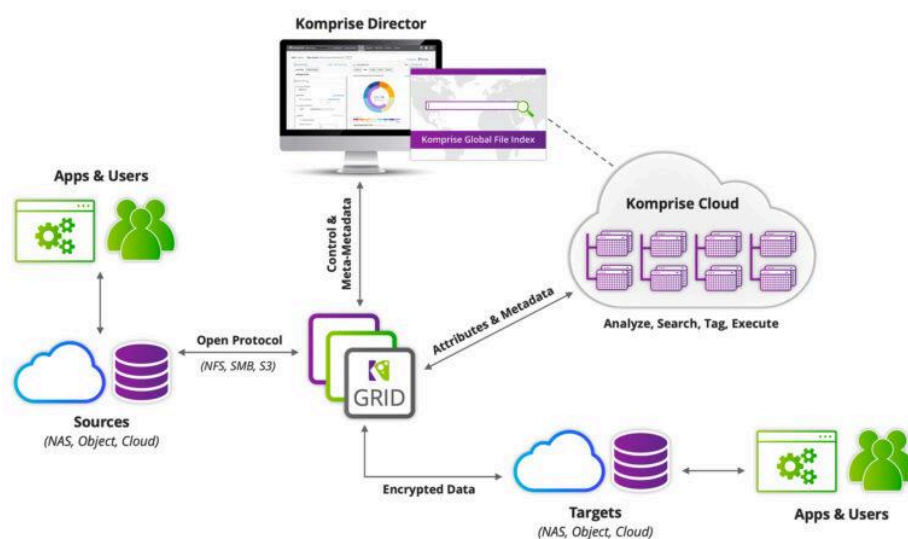 Komprise Director
Komprise Global File Index
Apps & Users
Komprise Cloud
Control &
Meta-Metadata
Attributes & Metadata
Analyze, Search, Tag, Execute
Open Protocol
(NFS, SMB, S3)
GRID
Sources
(NAS, Object, Cloud)
Encrypted Data
Targets
(NAS, Object, Cloud)
Apps & Users